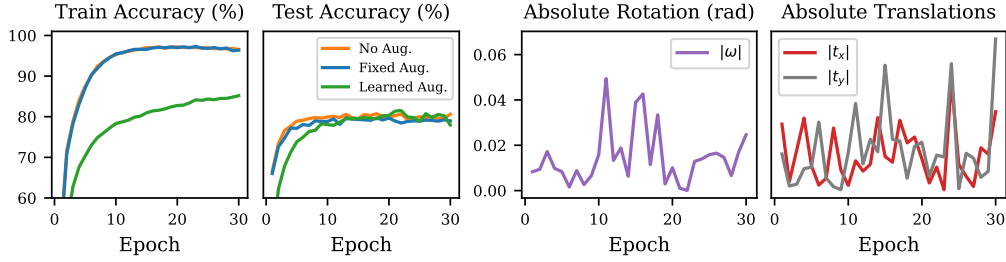 Train Accuracy (%)
Test Accuracy (%)
Absolute Rotation (rad)
Absolute Translations
100
90
80
70
60
0
10
20
30
Epoch
No Aug.
Fixed Aug.
Learned Aug.
0
10
20
30
Epoch
0.06
0.04
0.02
0.00
|ω|
0
10
20
30
Epoch
|t_x|
|t_y|
0
10
20
30
Epoch